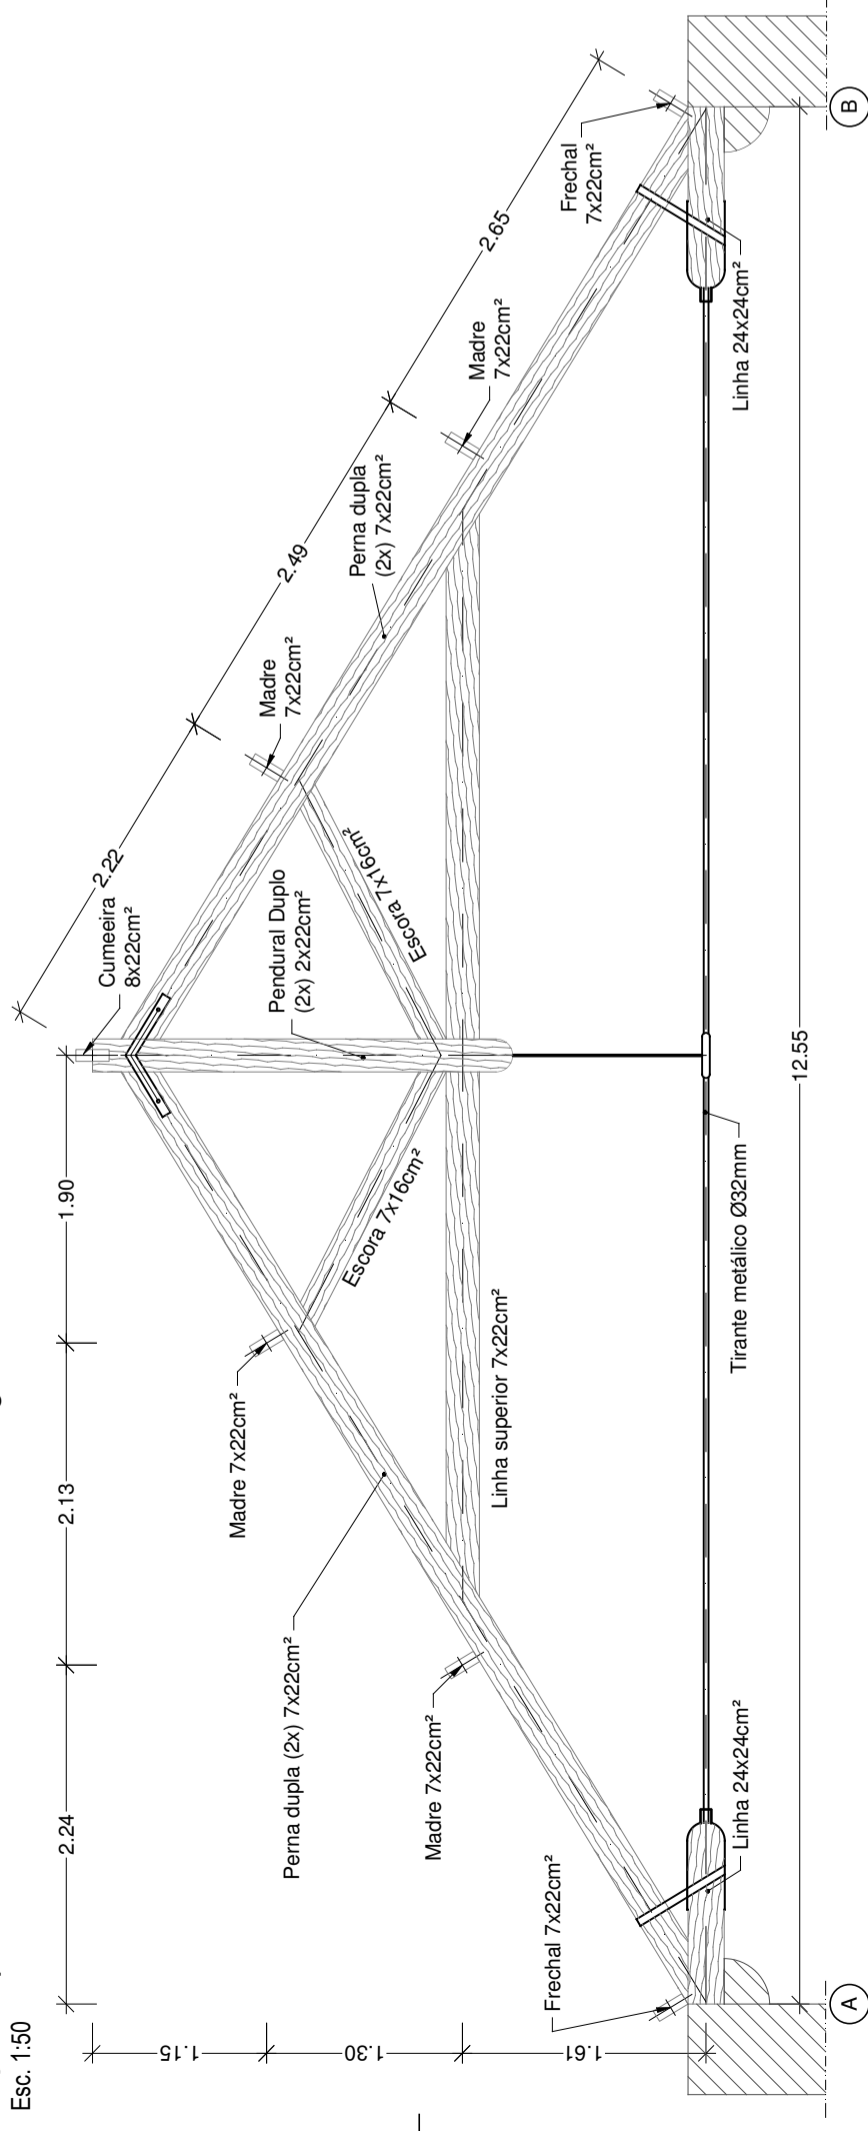 Esc. 1:50
2.24
2.13
1.90
2.22
2.49
2.65
1.15
1.30
1.61
12.55
Cumeeira
8x22cm²
Madre
7x22cm²
Madre
7x22cm²
Frechal
7x22cm²
Perna dupla
(2x) 7x22cm²
Pendural Duplo
(2x) 2x22cm²
Escora 7x16cm²
Escora 7x16cm²
Madre 7x22cm²
Perna dupla (2x) 7x22cm²
Madre 7x22cm²
Frechal 7x22cm²
Linha superior 7x22cm²
Linha 24x24cm²
Tirante metálico Ø32mm
Linha 24x24cm²
A
B